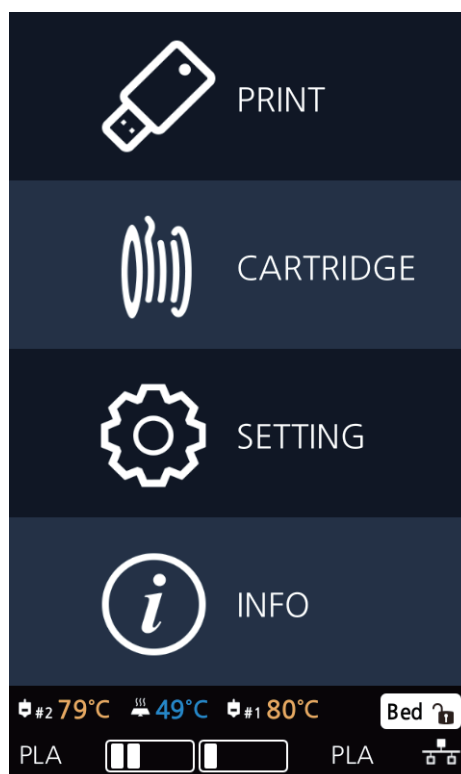 PRINT
CARTRIDGE
SETTING
i INFO
#2 79°C 49°C #1 80°C Bed
PLA PLA